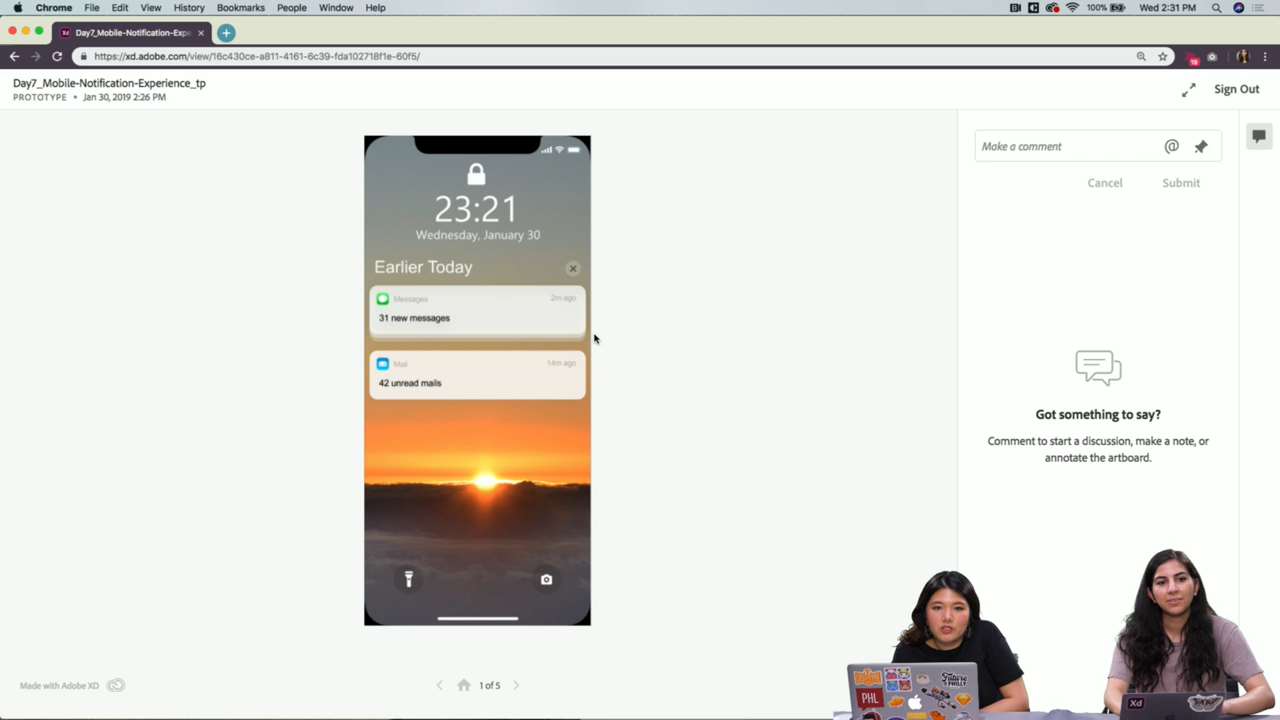 Chrome File Edit View History Bookmarks People Window Help 100% Wed 2:31 PM
Xd Day7_Mobile-Notification-Expe
https://xd.adobe.com/view/16c430ce-a811-4161-6c39-fda102718f1e-60f5/
Day7_Mobile-Notification-Experience_tp
PROTOTYPE • Jan 30, 2019 2:26 PM
Sign Out
Make a comment @
Cancel Submit
23:21
Wednesday, January 30
Earlier Today
Messages 2m ago
31 new messages
Mail 14m ago
42 unread mails
Got something to say?
Comment to start a discussion, make a note, or
annotate the artboard.
Made with Adobe XD
1 of 5
PHL
Future
PHILLY
Xd